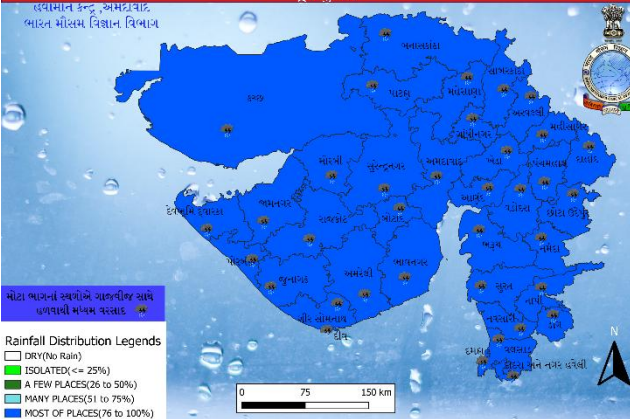 હવામાન કેન્દ્ર ,અમદાવાદ
ભારત મૌસમ વિજ્ઞાન વિભાગ
બનાસકાંઠા
સાબરકાંઠા
પાટણ
મહેસાણા
અરવલ્લી
કચ્છ
ગાંધીનગર
મહીસાગર
દાહોદ
મોરબી
સુરેન્દ્રનગર
અમદાવાદ
ખેડા
પંચમહાલ
આણંદ
વડોદરા
છોટા ઉદેપુર
જામનગર
દેવભૂમિ દ્વારકા
રાજકોટ
બોટાદ
ભરૂચ
નર્મદા
પોરબંદર
જુનાગઢ
અમરેલી
ભાવનગર
સુરત
તાપી
ગીર સોમનાથ
દીવ
નવસારી
ડાંગ
દમણ
વલસાડ
દાદરા અને નગર હવેલી
મોટા ભાગનાં સ્થળોએ ગાજવીજ સાથે
હળવાથી મધ્યમ વરસાદ
Rainfall Distribution Legends
DRY(No Rain)
ISOLATED(<= 25%)
A FEW PLACES(26 to 50%)
MANY PLACES(51 to 75%)
MOST OF PLACES(76 to 100%)
0 75 150 km
N